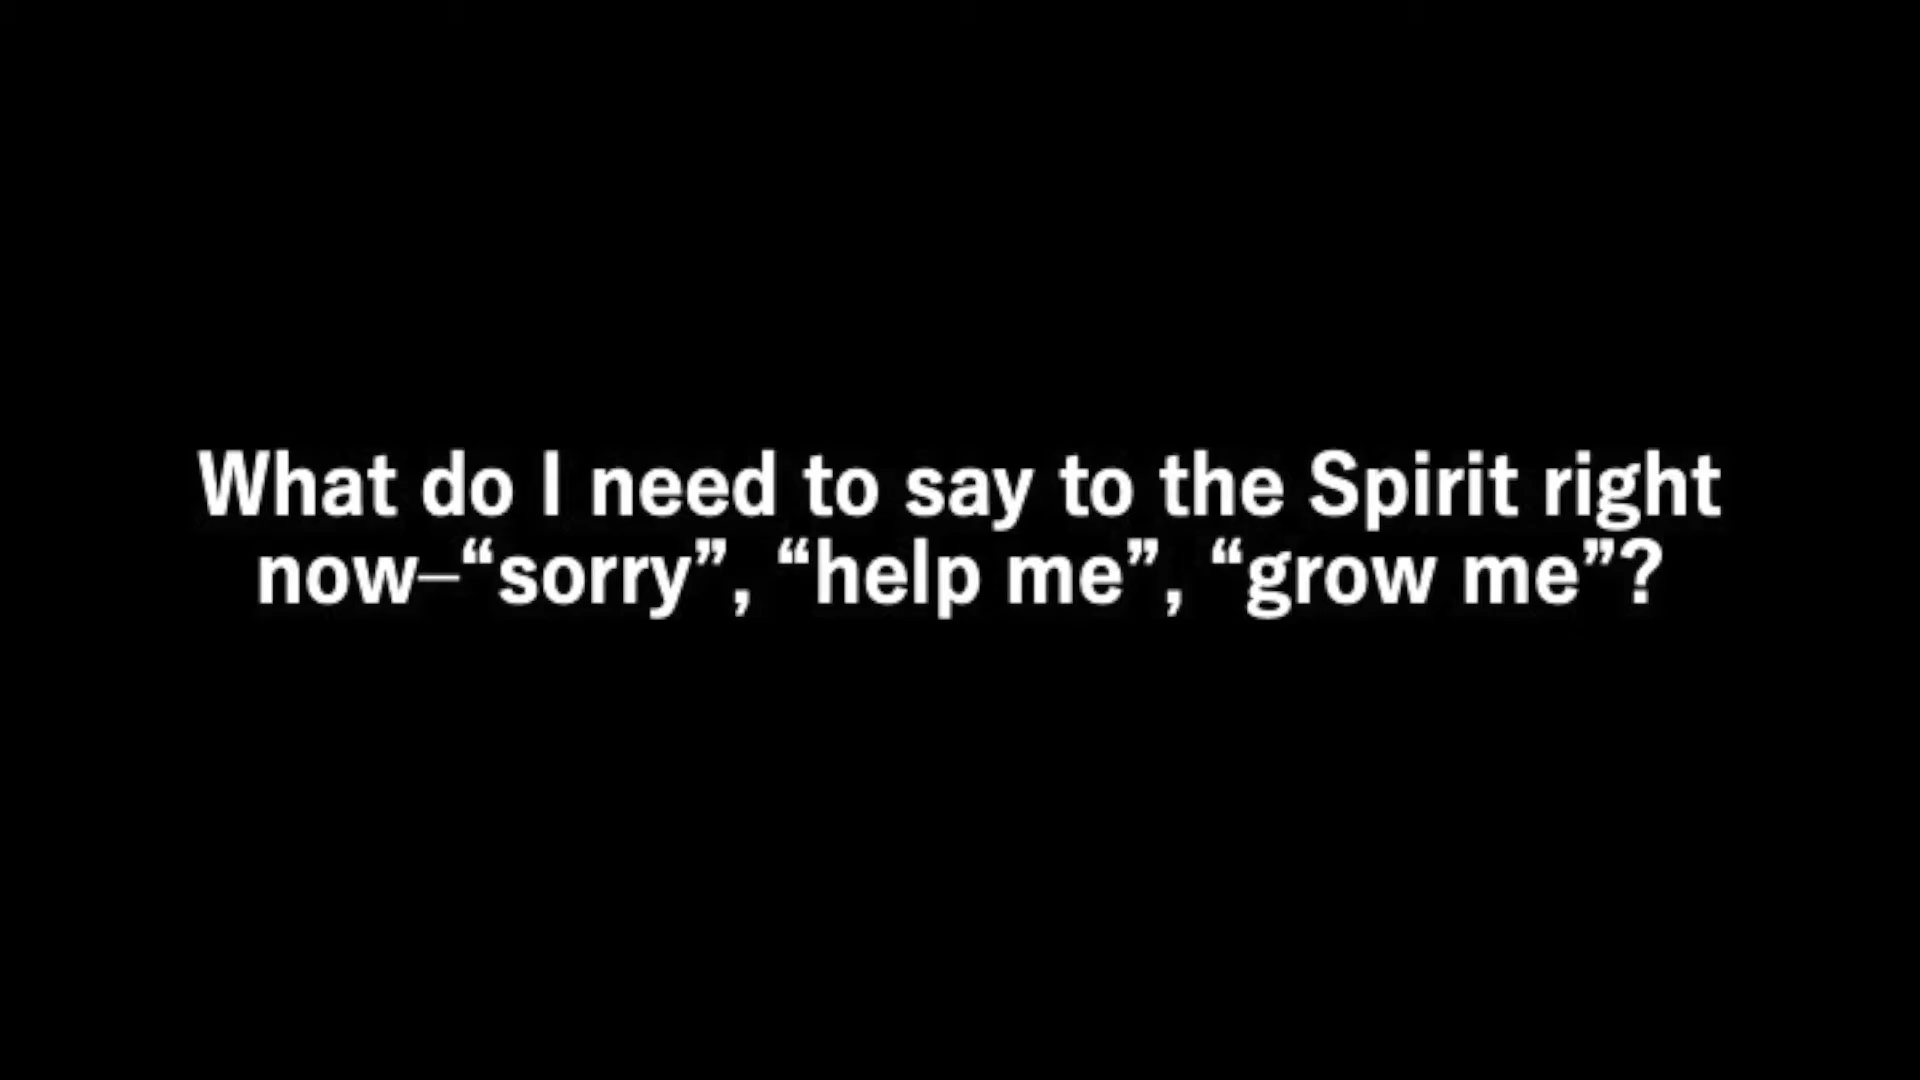 What do I need to say to the Spirit right
now–“sorry”, “help me”, “grow me”?